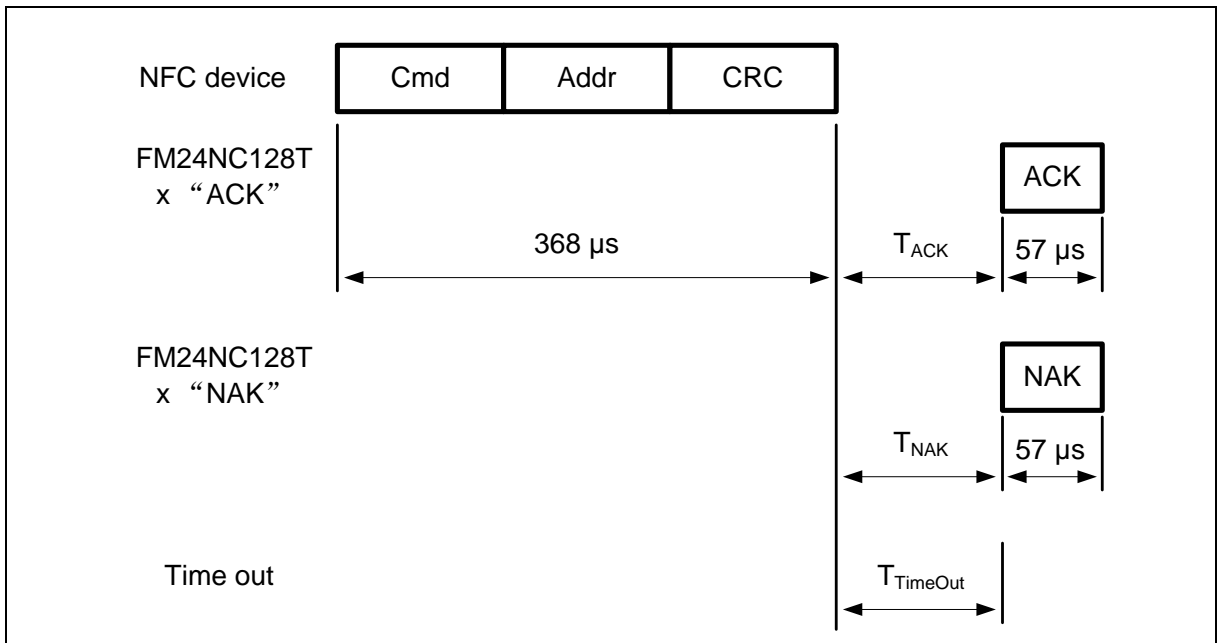 NFC device Cmd Addr CRC
FM24NC128T
x “ACK”
ACK
368 µs TACK 57 µs
FM24NC128T
x “NAK”
NAK
TNAK 57 µs
Time out TTimeOut